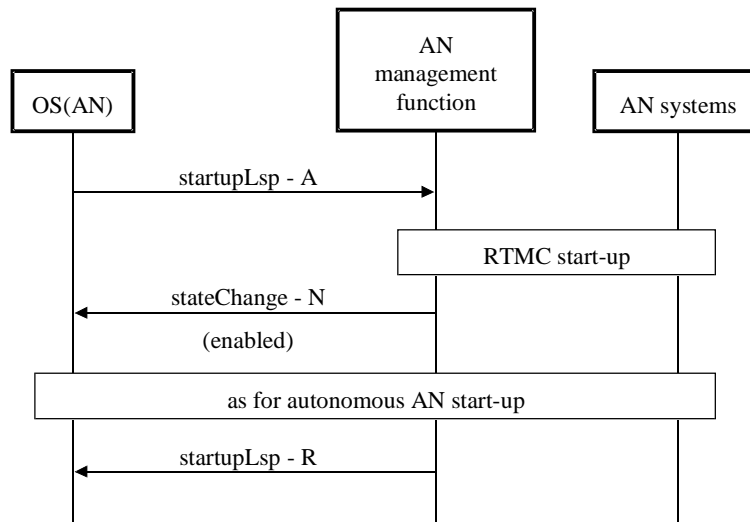 AN
management
function
OS(AN)
AN systems
startupLsp - A
RTMC start-up
stateChange - N
(enabled)
as for autonomous AN start-up
startupLsp - R